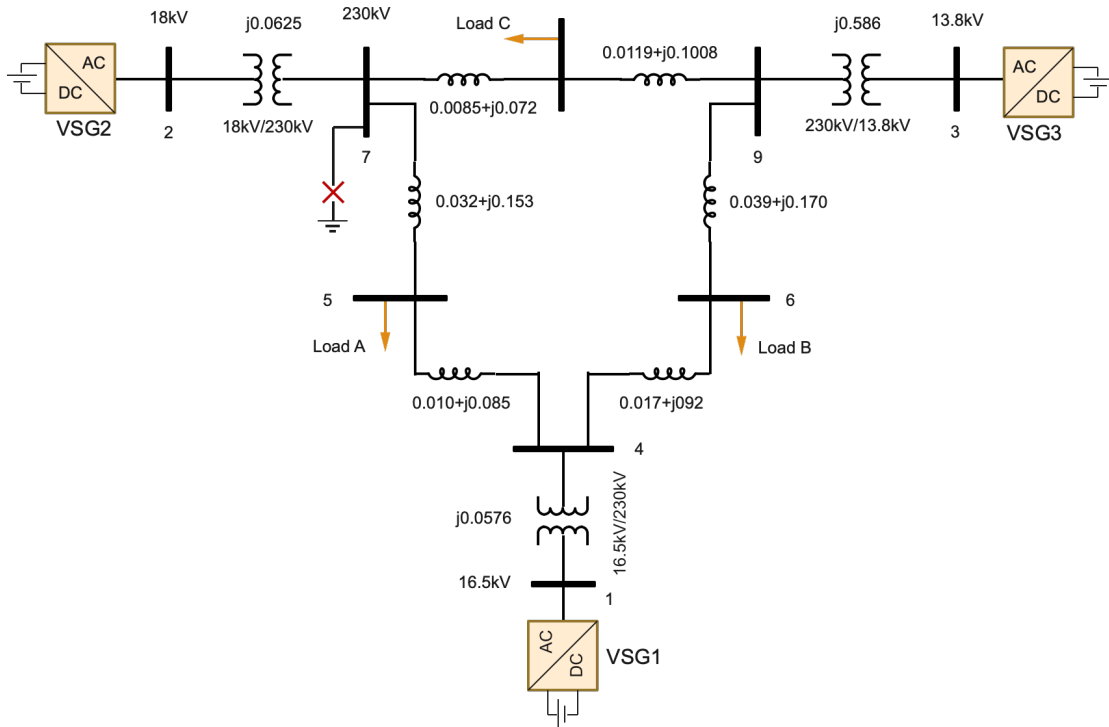 18kV
j0.0625
230kV
Load C
0.0119+j0.1008
j0.586
13.8kV
AC
DC
VSG2
2
18kV/230kV
7
0.0085+j0.072
9
230kV/13.8kV
3
AC
DC
VSG3
0.032+j0.153
0.039+j0.170
5
6
Load A
Load B
0.010+j0.085
0.017+j092
4
j0.0576
16.5kV/230kV
16.5kV
1
AC
DC
VSG1